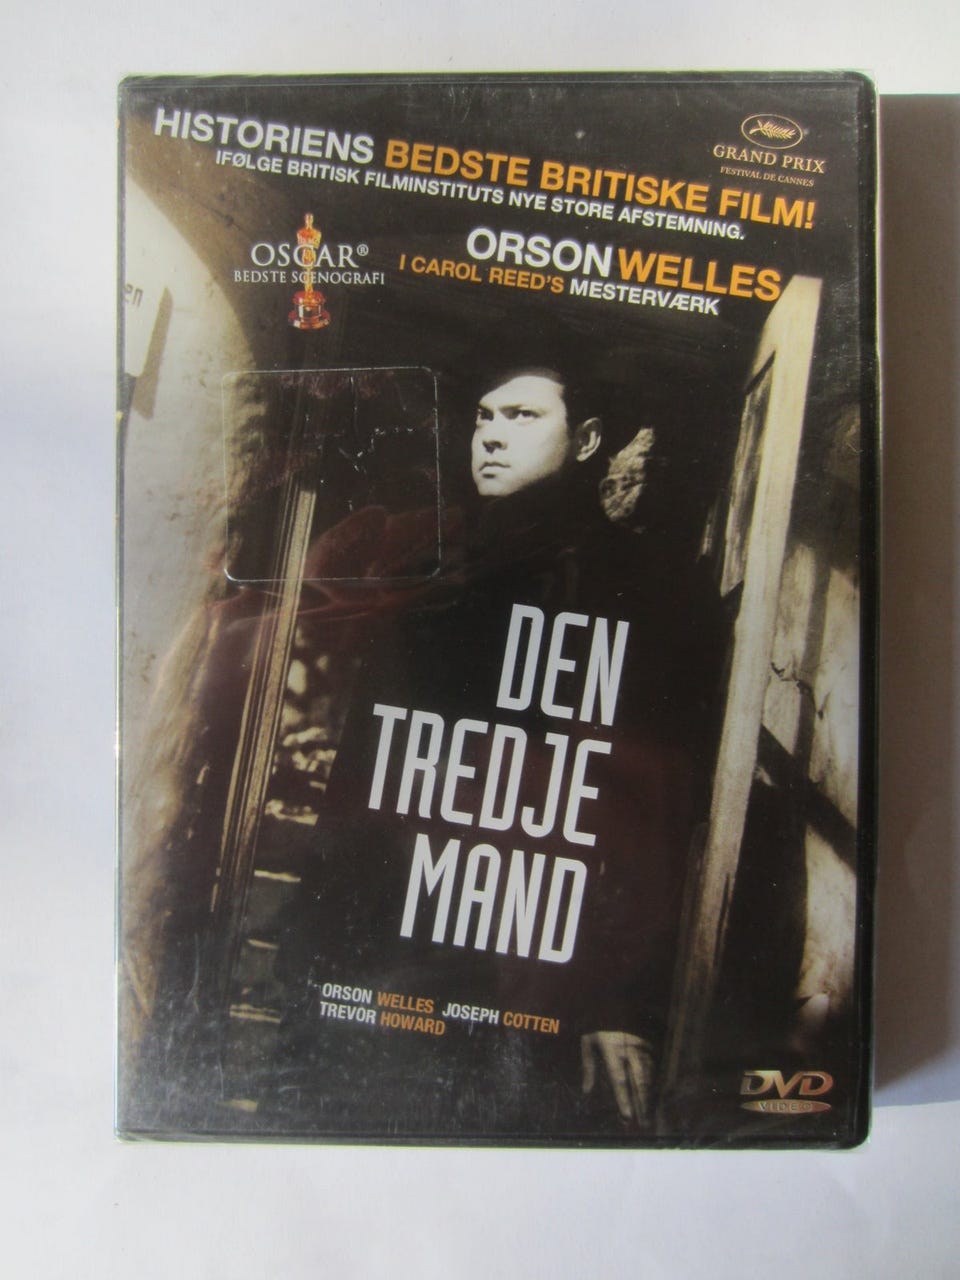 HISTORIENS BEDSTE BRITISKE FILM!
IFØLGE BRITISK FILMINSTITUTS NYE STORE AFSTEMNING.
GRAND PRIX
FESTIVAL DE CANNES
OSCAR®
BEDSTE SCENOGRAFI
ORSON WELLES
I CAROL REED'S MESTERVÆRK
en
DEN
TREDJE
MAND
ORSON WELLES JOSEPH COTTEN
TREVOR HOWARD
DVD
VIDEO